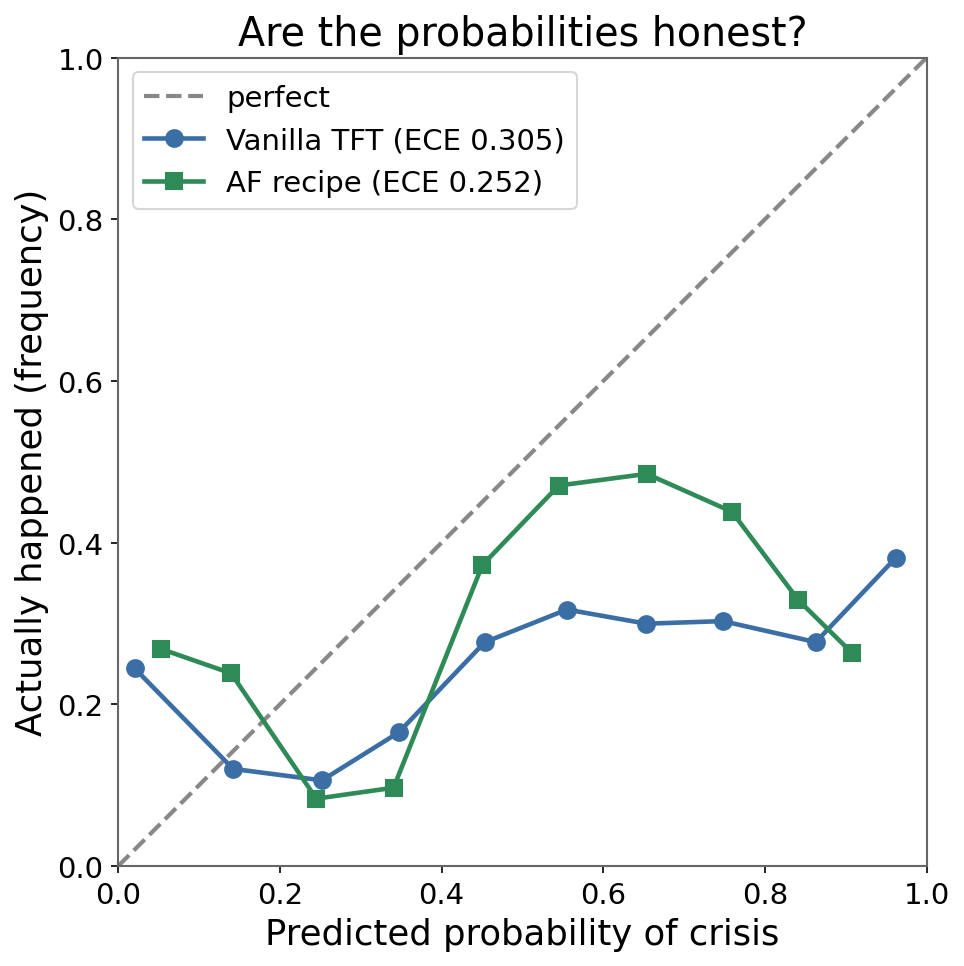 Are the probabilities honest?
perfect
Vanilla TFT (ECE 0.305)
AF recipe (ECE 0.252)
Actually happened (frequency)
1.0
0.8
0.6
0.4
0.2
0.0
0.0 0.2 0.4 0.6 0.8 1.0
Predicted probability of crisis